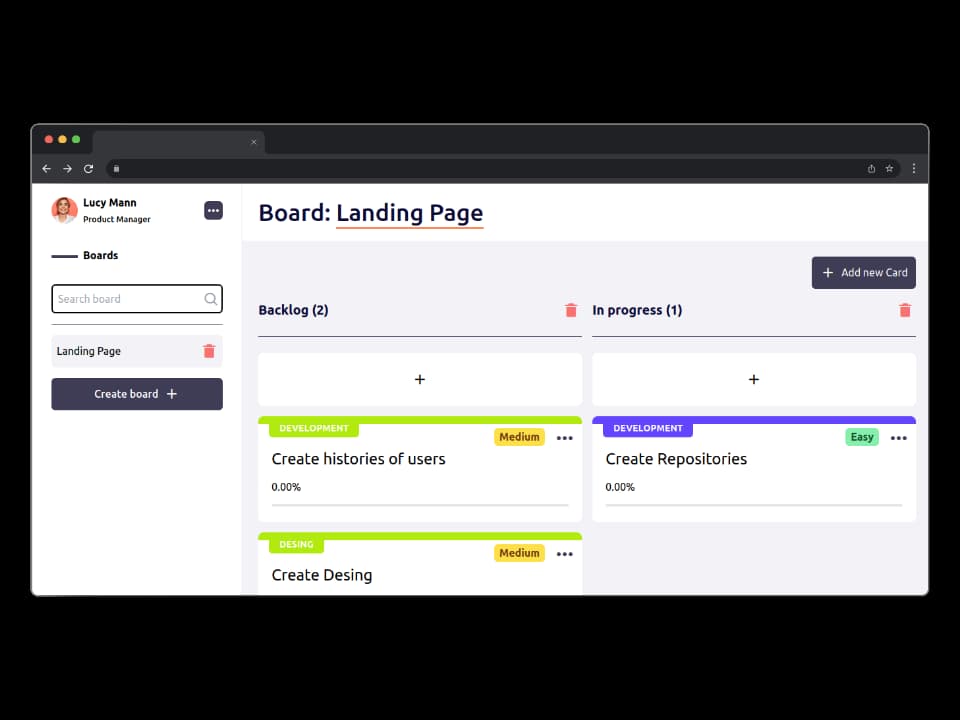 Lucy Mann
Product Manager
Boards
Search board
Landing Page
Create board
Board: Landing Page
Add new Card
Backlog (2)
In progress (1)
DEVELOPMENT
Medium
Create histories of users
0.00%
DESING
Medium
Create Desing
DEVELOPMENT
Easy
Create Repositories
0.00%